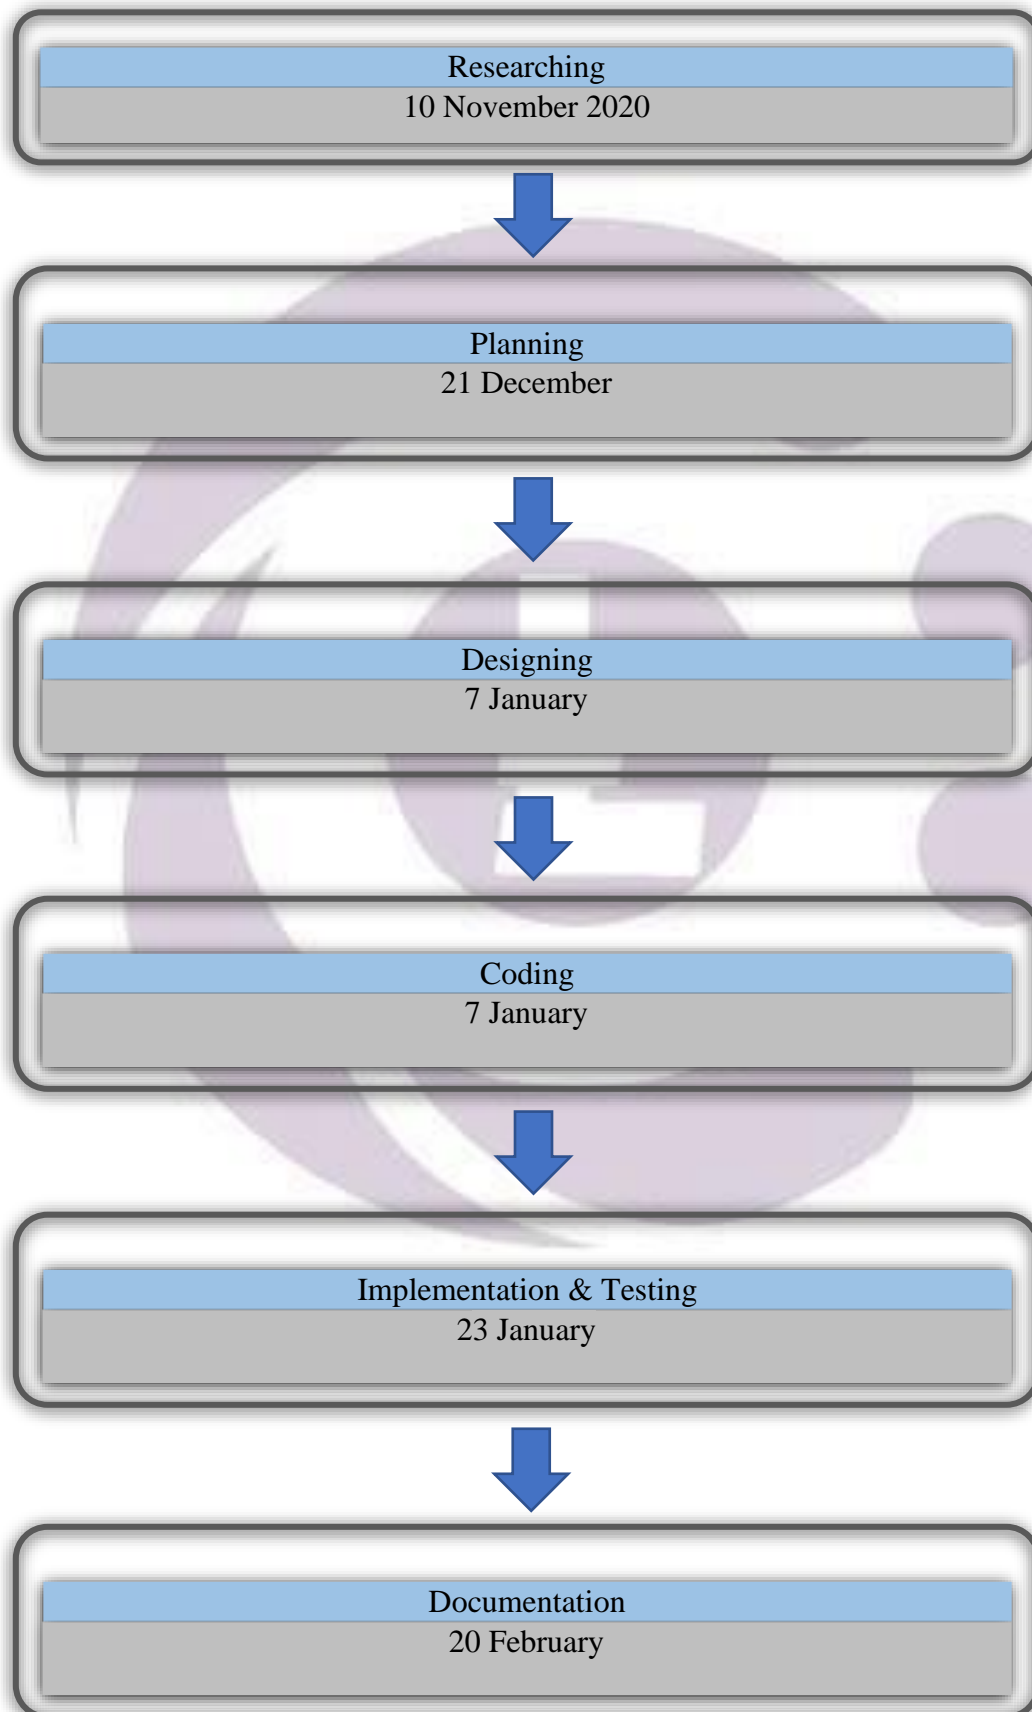 Researching
10 November 2020
Planning
21 December
Designing
7 January
Coding
7 January
Implementation & Testing
23 January
Documentation
20 February